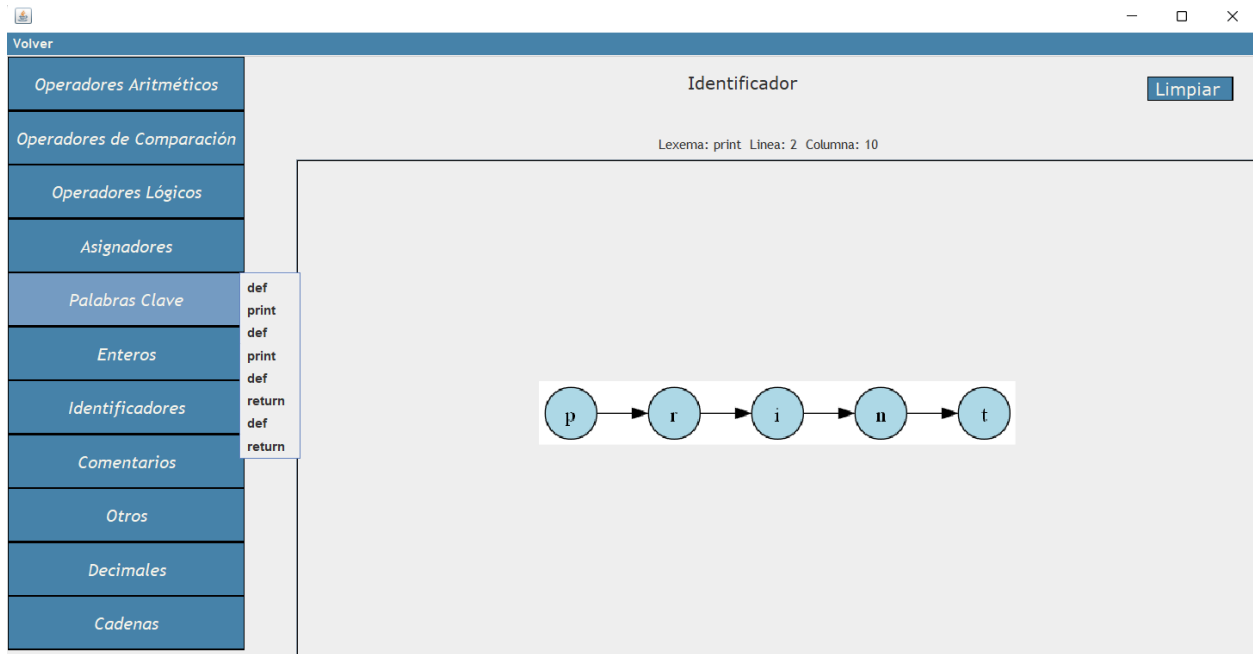 Volver
Operadores Aritméticos
Operadores de Comparación
Operadores Lógicos
Asignadores
Palabras Clave
Enteros
Identificadores
Comentarios
Otros
Decimales
Cadenas
def
print
def
print
def
return
def
return
Identificador
Limpiar
Lexema: print Linea: 2 Columna: 10
p r i n t